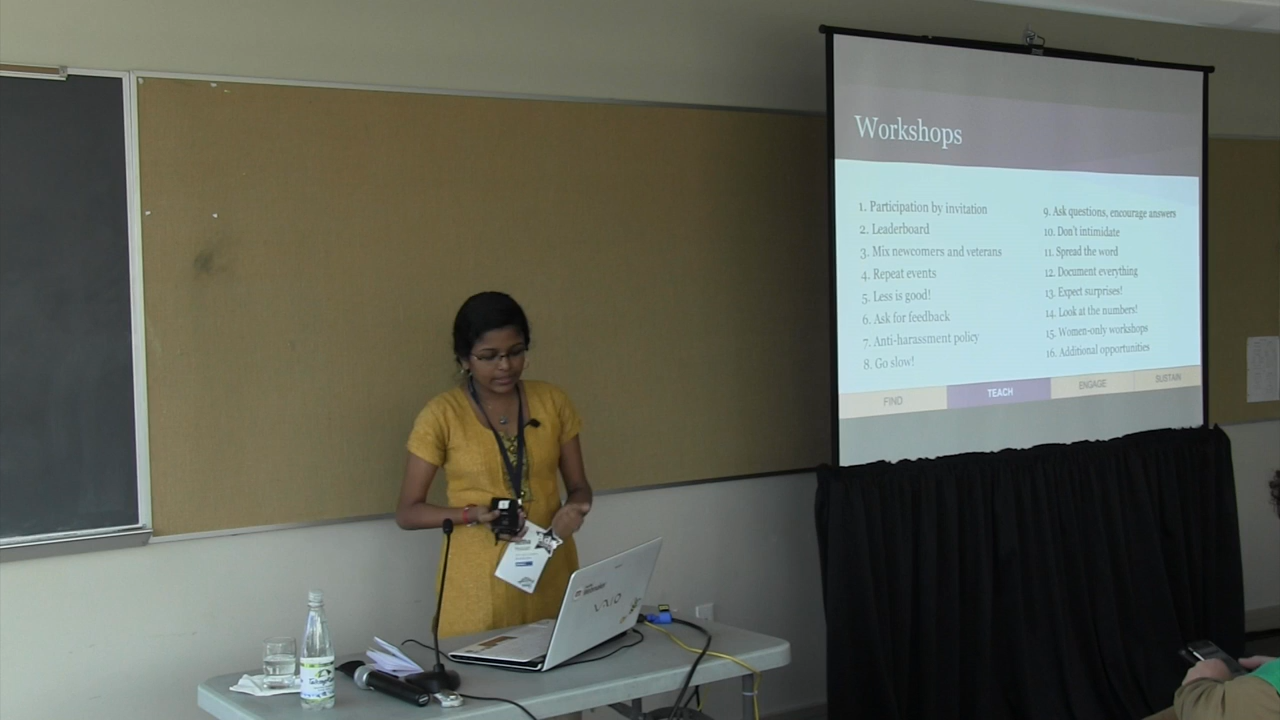 Workshops
1. Participation by invitation
2. Leaderboard
3. Mix newcomers and veterans
4. Repeat events
5. Less is good!
6. Ask for feedback
7. Anti-harassment policy
8. Go slow!
9. Ask questions, encourage answers
10. Don't intimidate
11. Spread the word
12. Document everything
13. Expect surprises!
14. Look at the numbers!
15. Women-only workshops
16. Additional opportunities
FIND TEACH ENGAGE SUSTAIN
VAIO